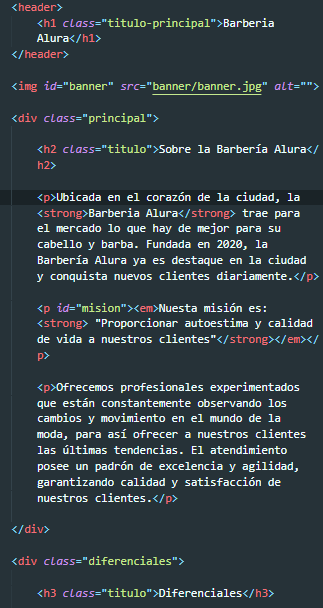 <header>
<h1 class="titulo-principal">Barberia
Alura</h1>
</header>
<img id="banner" src="banner/banner.jpg" alt="">
<div class="principal">
<h2 class="titulo">Sobre la Barbería Alura</
h2>
<p>Ubicada en el corazón de la ciudad, la
<strong>Barberia Alura</strong> trae para
el mercado lo que hay de mejor para su
cabello y barba. Fundada en 2020, la
Barbería Alura ya es destaque en la ciudad
y conquista nuevos clientes diariamente.</p>
<p id="mision"><em>Nuesta misión es:
<strong> "Proporcionar autoestima y calidad
de vida a nuestros clientes"</strong></em></
p>
<p>Ofrecemos profesionales experimentados
que están constantemente observando los
cambios y movimiento en el mundo de la
moda, para así ofrecer a nuestros clientes
las últimas tendencias. El atendimiento
posee un padrón de excelencia y agilidad,
garantizando calidad y satisfacción de
nuestros clientes.</p>
</div>
<div class="diferenciales">
<h3 class="titulo">Diferenciales</h3>